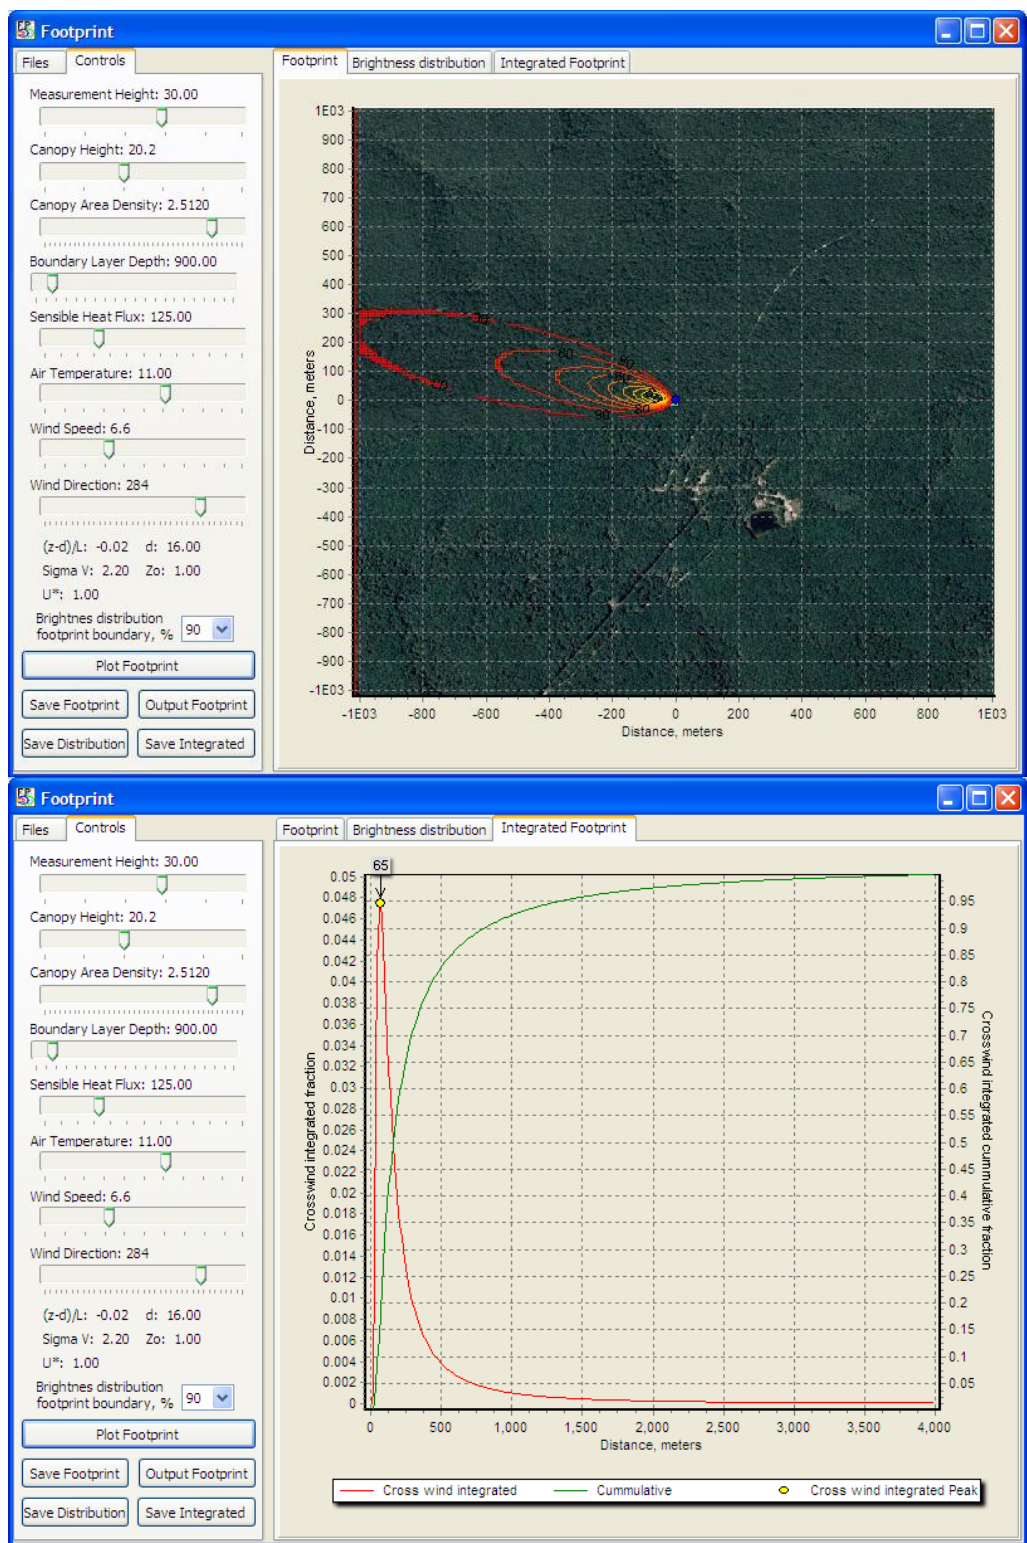 Footprint
Files Controls
Footprint Brightness distribution Integrated Footprint
Measurement Height: 30.00
Canopy Height: 20.2
Canopy Area Density: 2.5120
Boundary Layer Depth: 900.00
Sensible Heat Flux: 125.00
Air Temperature: 11.00
Wind Speed: 6.6
Wind Direction: 284
(z-d)/L: -0.02 d: 16.00
Sigma V: 2.20 Zo: 1.00
U*: 1.00
Brightnes distribution
footprint boundary, % 90
Plot Footprint
Save Footprint Output Footprint
Save Distribution Save Integrated
1E03
900
800
700
600
500
400
300
200
100
0
-100
-200
-300
-400
-500
-600
-700
-800
-900
-1E03
Distance, meters
90
80
90
80
-1E03 -800 -600 -400 -200 0 200 400 600 800 1E03
Distance, meters
Footprint
Files Controls
Footprint Brightness distribution Integrated Footprint
Measurement Height: 30.00
Canopy Height: 20.2
Canopy Area Density: 2.5120
Boundary Layer Depth: 900.00
Sensible Heat Flux: 125.00
Air Temperature: 11.00
Wind Speed: 6.6
Wind Direction: 284
(z-d)/L: -0.02 d: 16.00
Sigma V: 2.20 Zo: 1.00
U*: 1.00
Brightnes distribution
footprint boundary, % 90
Plot Footprint
Save Footprint Output Footprint
Save Distribution Save Integrated
65
0.05
0.048
0.046
0.044
0.042
0.04
0.038
0.036
0.034
0.032
0.03
0.028
0.026
0.024
0.022
0.02
0.018
0.016
0.014
0.012
0.01
0.008
0.006
0.004
0.002
0
Crosswind integrated fraction
0.95
0.9
0.85
0.8
0.75
0.7
0.65
0.6
0.55
0.5
0.45
0.4
0.35
0.3
0.25
0.2
0.15
0.1
0.05
Crosswind integrated cummulative fraction
0 500 1,000 1,500 2,000 2,500 3,000 3,500 4,000
Distance, meters
Cross wind integrated Cummulative Cross wind integrated Peak